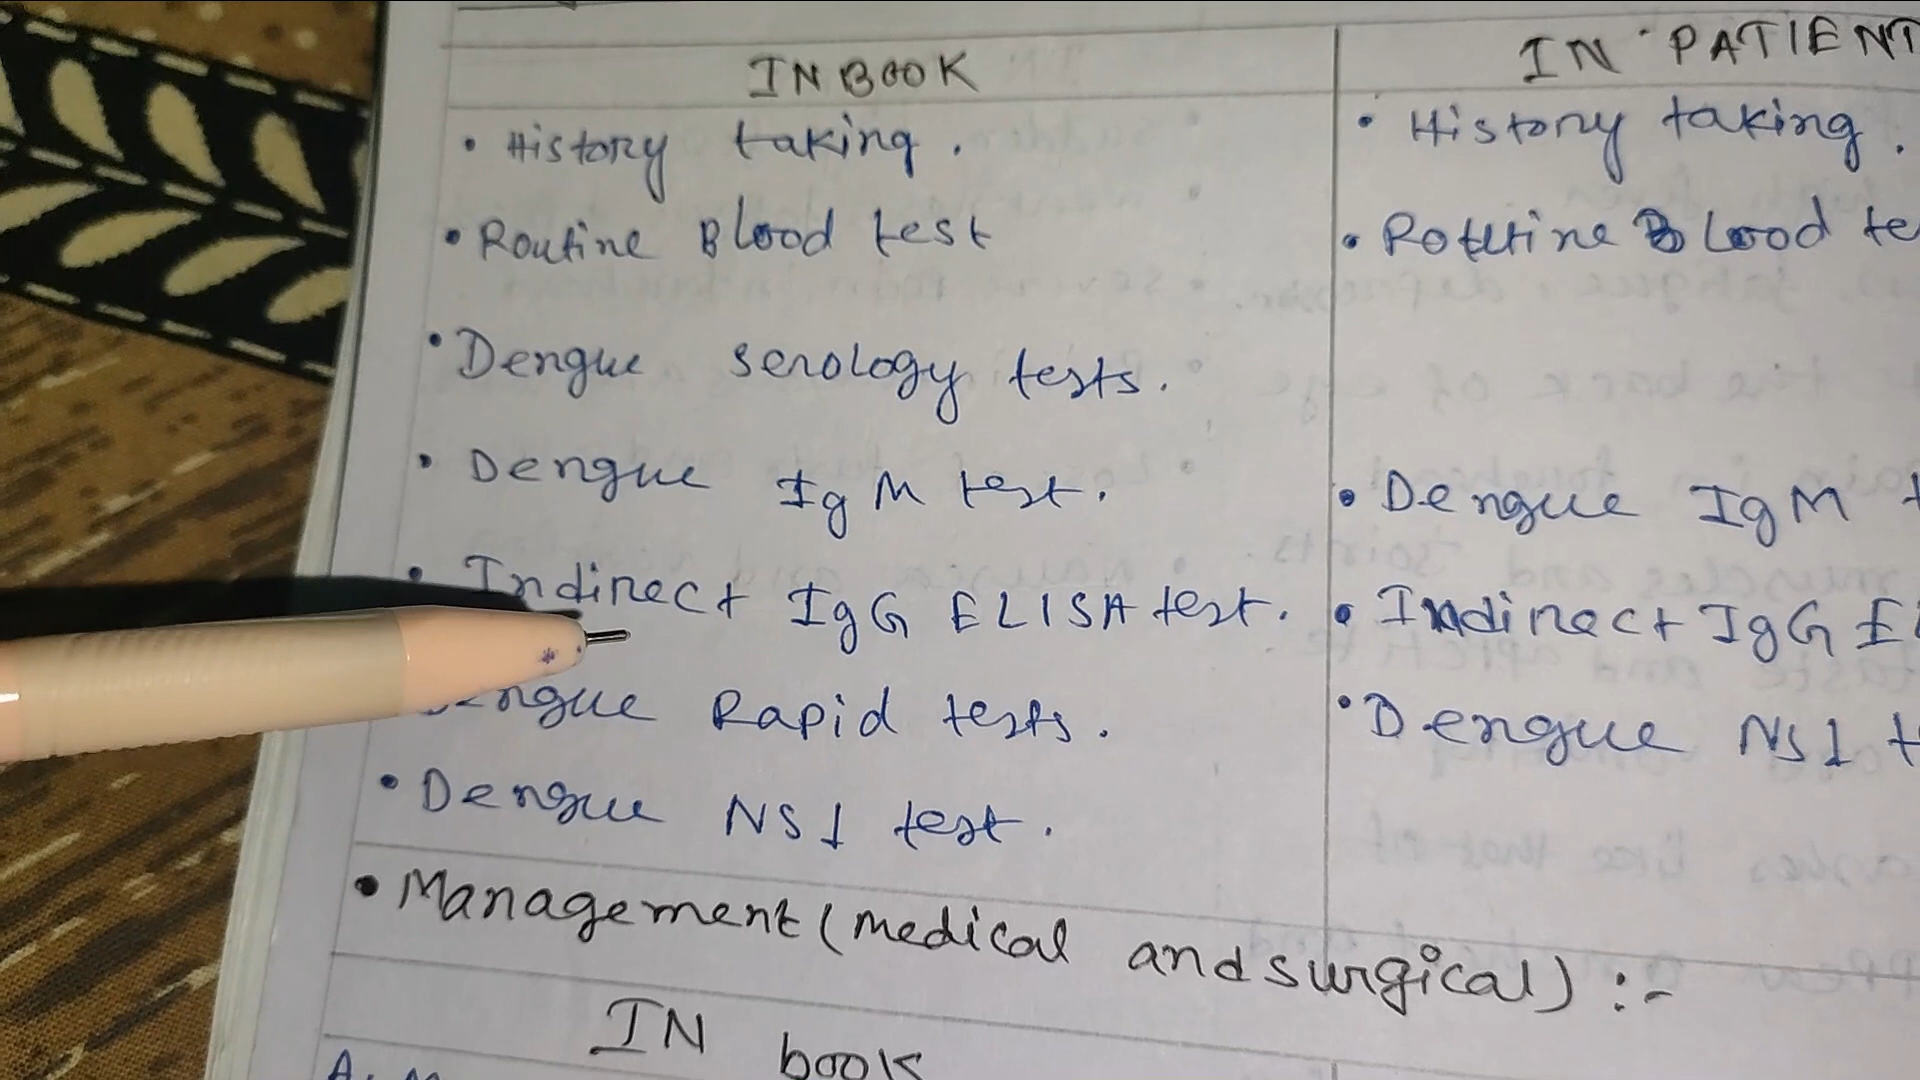 IN BOOK
• History taking.
• Routine Blood test
• Dengue serology tests.
• Dengue IgM test.
• Indirect IgG ELISA test.
Dengue Rapid tests.
• Dengue NS1 test.
IN PATIENT
• History taking.
• Routine Blood te
• Dengue IgM t
• Indirect IgG El
• Dengue NS1 t
• Management (medical and surgical) :-
IN book